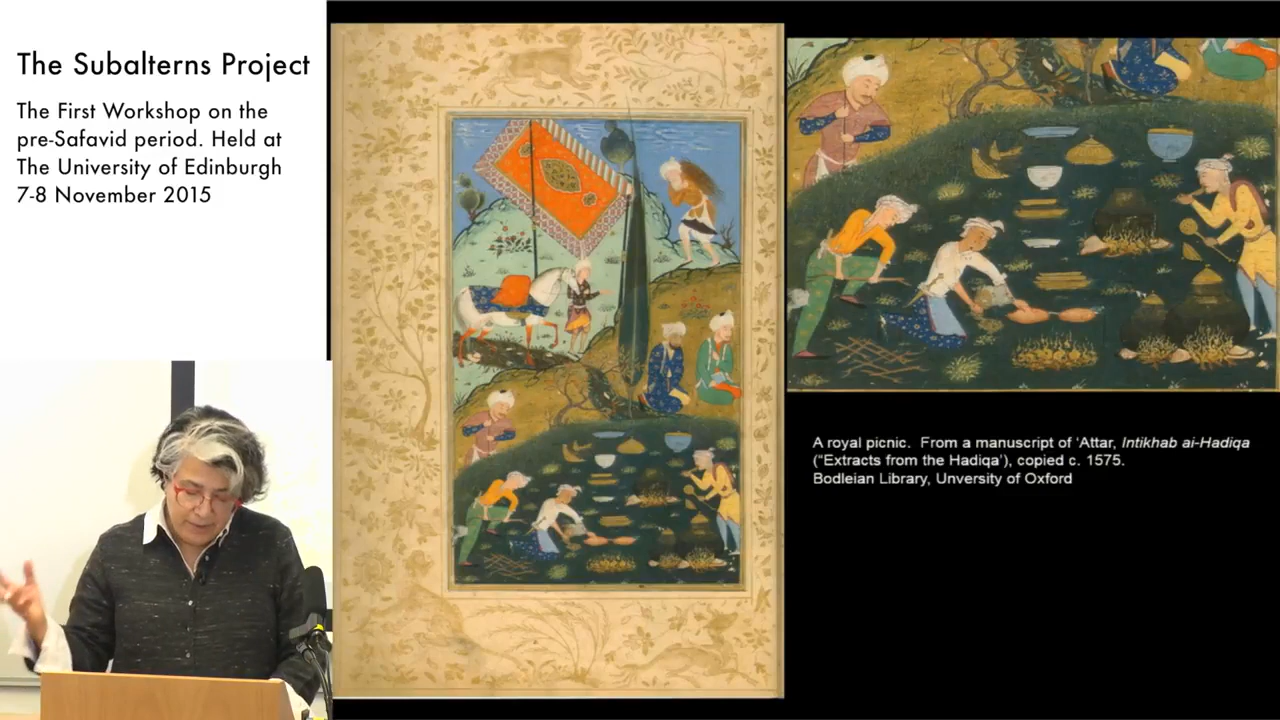 The Subalterns Project
The First Workshop on the
pre-Safavid period. Held at
The University of Edinburgh
7-8 November 2015
A royal picnic.  From a manuscript of 'Attar, Intikhab ai-Hadiqa
("Extracts from the Hadiqa'), copied c. 1575.
Bodleian Library, Unversity of Oxford